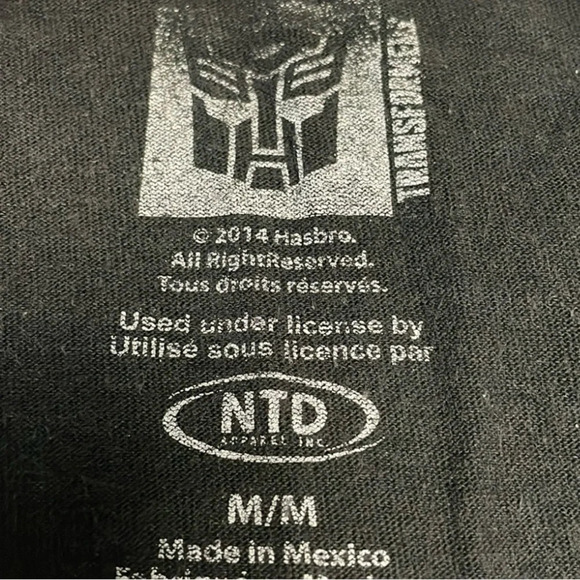 TRANSFORMERS
© 2014 Hasbro.
All RightReserved.
Tous droits réservés.
Used under license by
Utilisé sous licence par
NTD
APPAREL INC.
M/M
Made in Mexico